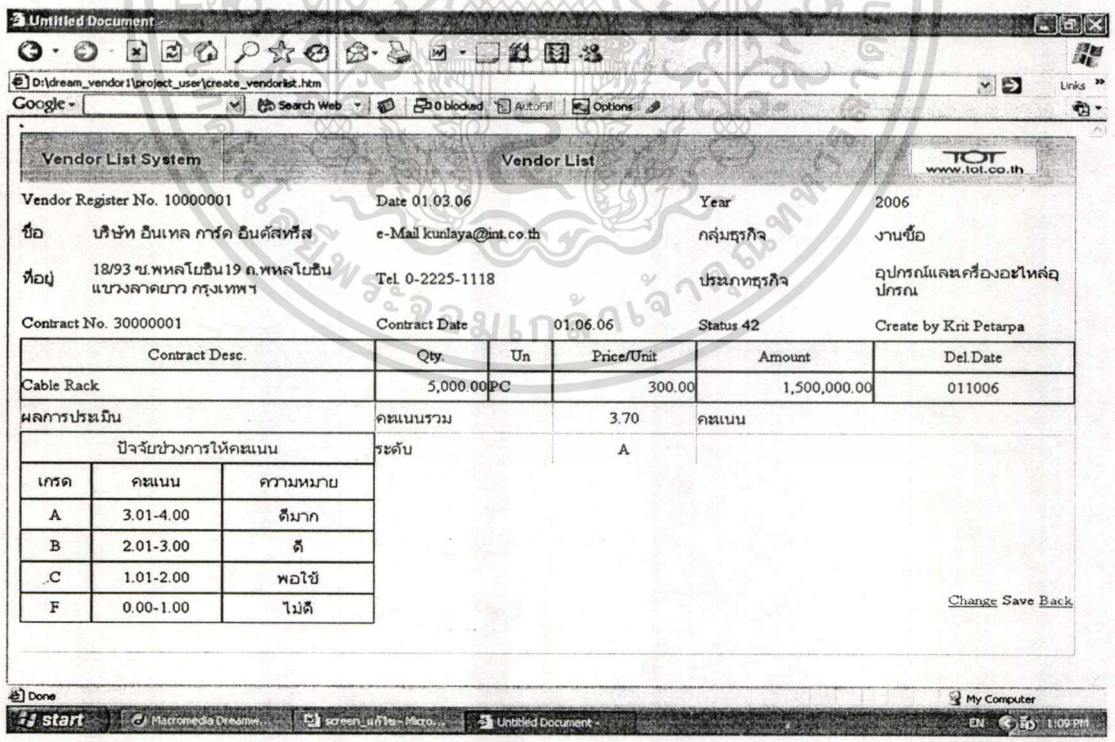 Untitled Document -
D:\dream_vendor1\project_user\create_vendorlist.htm
Links »
Google -
Search Web
0 blocked
AutoFill
Options
Vendor List System
Vendor List
TOT
www.tot.co.th
Vendor Register No. 10000001
Date 01.03.06
Year
2006
ชื่อ
บริษัท อินเทล การ์ด อินดัสทรีส
e-Mail kunlaya@int.co.th
กลุ่มธุรกิจ
งานซื้อ
ที่อยู่
18/93 ซ.พหลโยธิน19 ถ.พหลโยธิน
แขวงลาดยาว กรุงเทพฯ
Tel. 0-2225-1118
ประเภทธุรกิจ
อุปกรณ์และเครื่องอะไหล่อุ
ปกรณ
Contract No. 30000001
Contract Date
01.06.06
Status 42
Create by Krit Petarpa
Contract Desc.
Qty.
Un
Price/Unit
Amount
Del.Date
Cable Rack
5,000.00
PC
300.00
1,500,000.00
011006
ผลการประเมิน
คะแนนรวม
3.70
คะแนน
ปัจจัยช่วงการให้คะแนน
ระดับ
A
เกรด
คะแนน
ความหมาย
A
3.01-4.00
ดีมาก
B
2.01-3.00
ดี
C
1.01-2.00
พอใช้
F
0.00-1.00
ไม่ดี
Change Save Back
Done
My Computer
start
Macromedia Dreamw...
screen_แก้ไข - Micro...
Untitled Document -
EN
1:09 PM